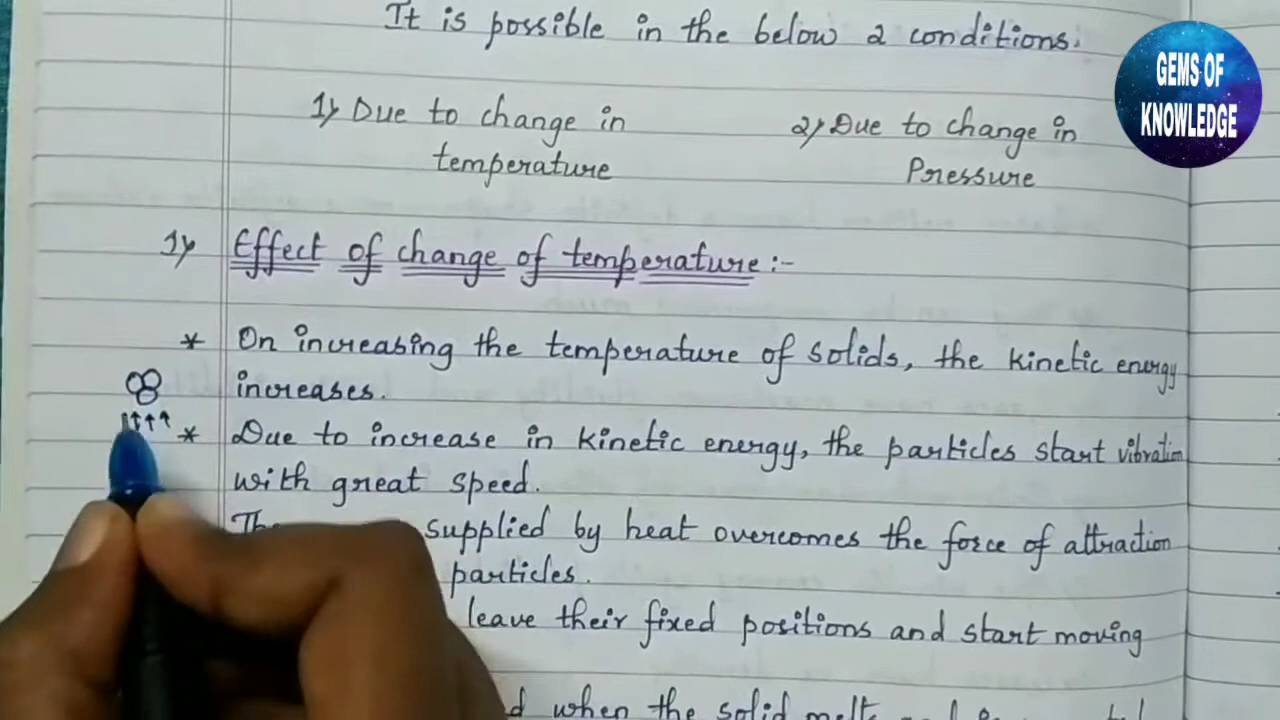 It is possible in the below 2 conditions.
1) Due to change in
temperature
2) Due to change in
Pressure
GEMS OF
KNOWLEDGE
1) Effect of change of temperature :-
* On increasing the temperature of solids, the kinetic energy
increases.
* Due to increase in kinetic energy, the particles start vibration
with great speed.
supplied by heat overcomes the force of attraction
particles.
leave their fixed positions and start moving
when the solid melts and